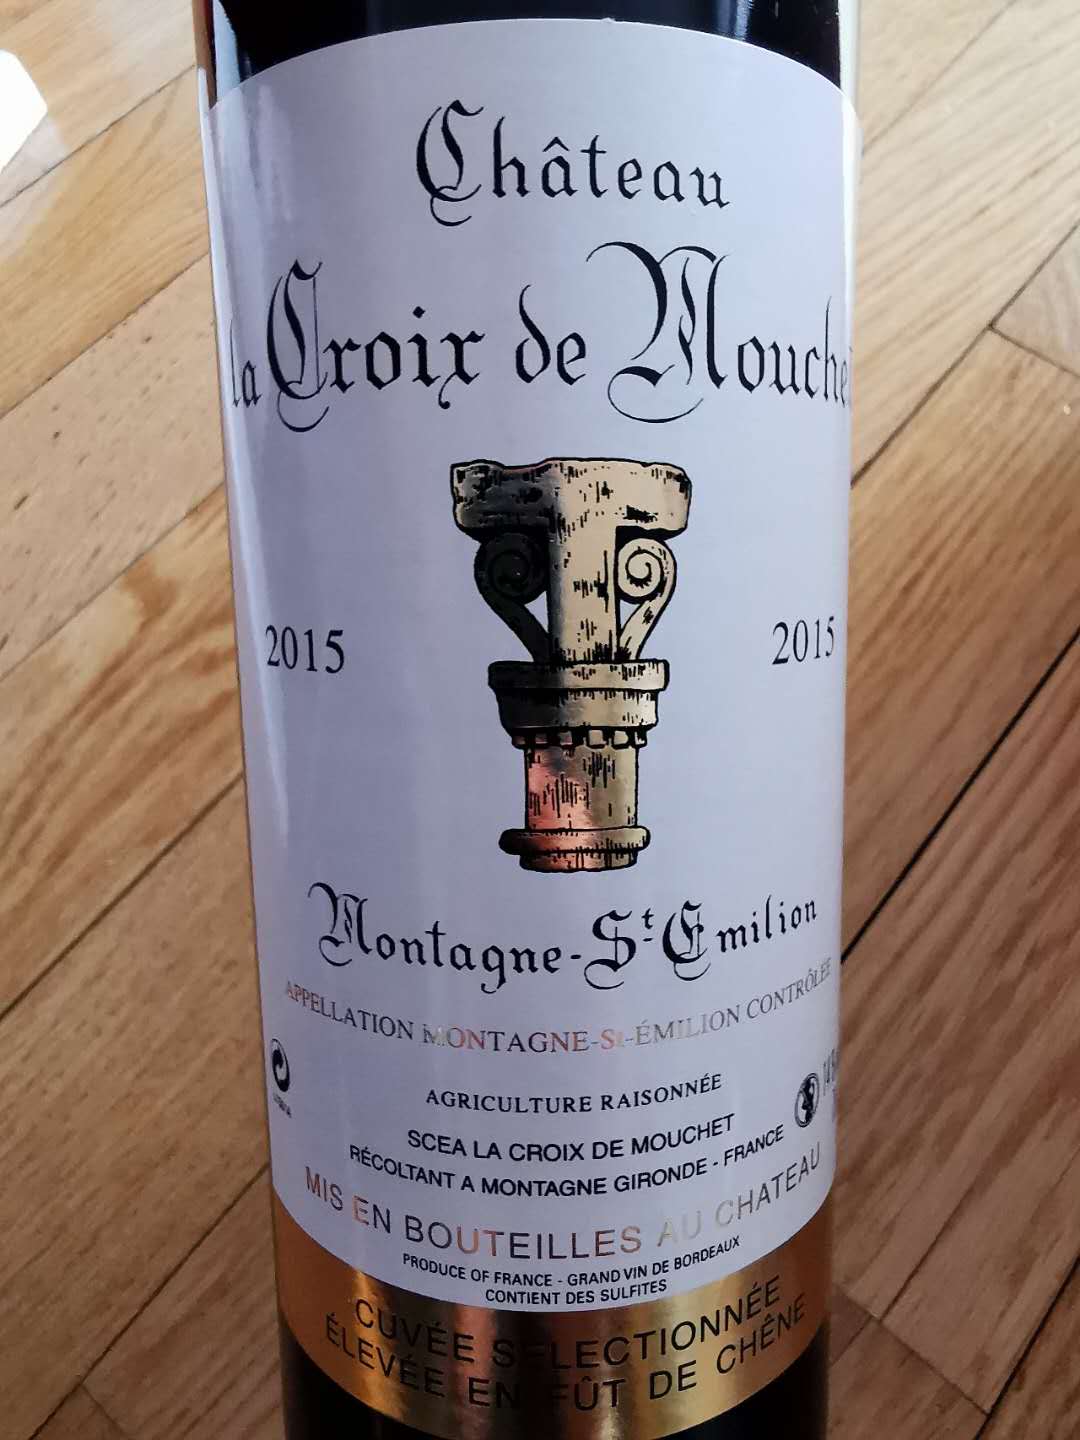 Château
la Croix de Mouchet
2015 2015
Montagne-St-Emilion
APPELLATION MONTAGNE-St-ÉMILION CONTRÔLÉE
AGRICULTURE RAISONNÉE
SCEA LA CROIX DE MOUCHET
RÉCOLTANT A MONTAGNE GIRONDE - FRANCE
MIS EN BOUTEILLES AU CHATEAU
PRODUCE OF FRANCE - GRAND VIN DE BORDEAUX
CONTIENT DES SULFITES
CUVÉE SELECTIONNÉE
ÉLEVÉE EN FÛT DE CHÊNE